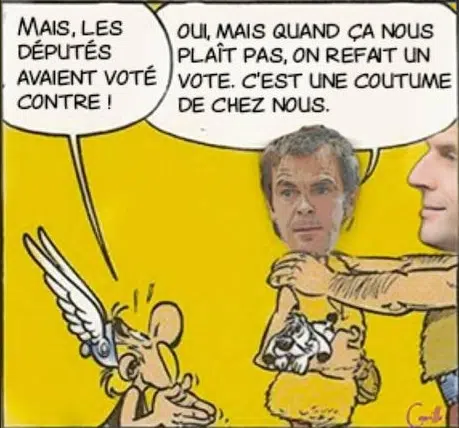 MAIS, LES
DÉPUTÉS
AVAIENT VOTÉ
CONTRE !
OUI, MAIS QUAND ÇA NOUS
PLAÎT PAS, ON REFAIT UN
VOTE. C'EST UNE COUTUME
DE CHEZ NOUS.